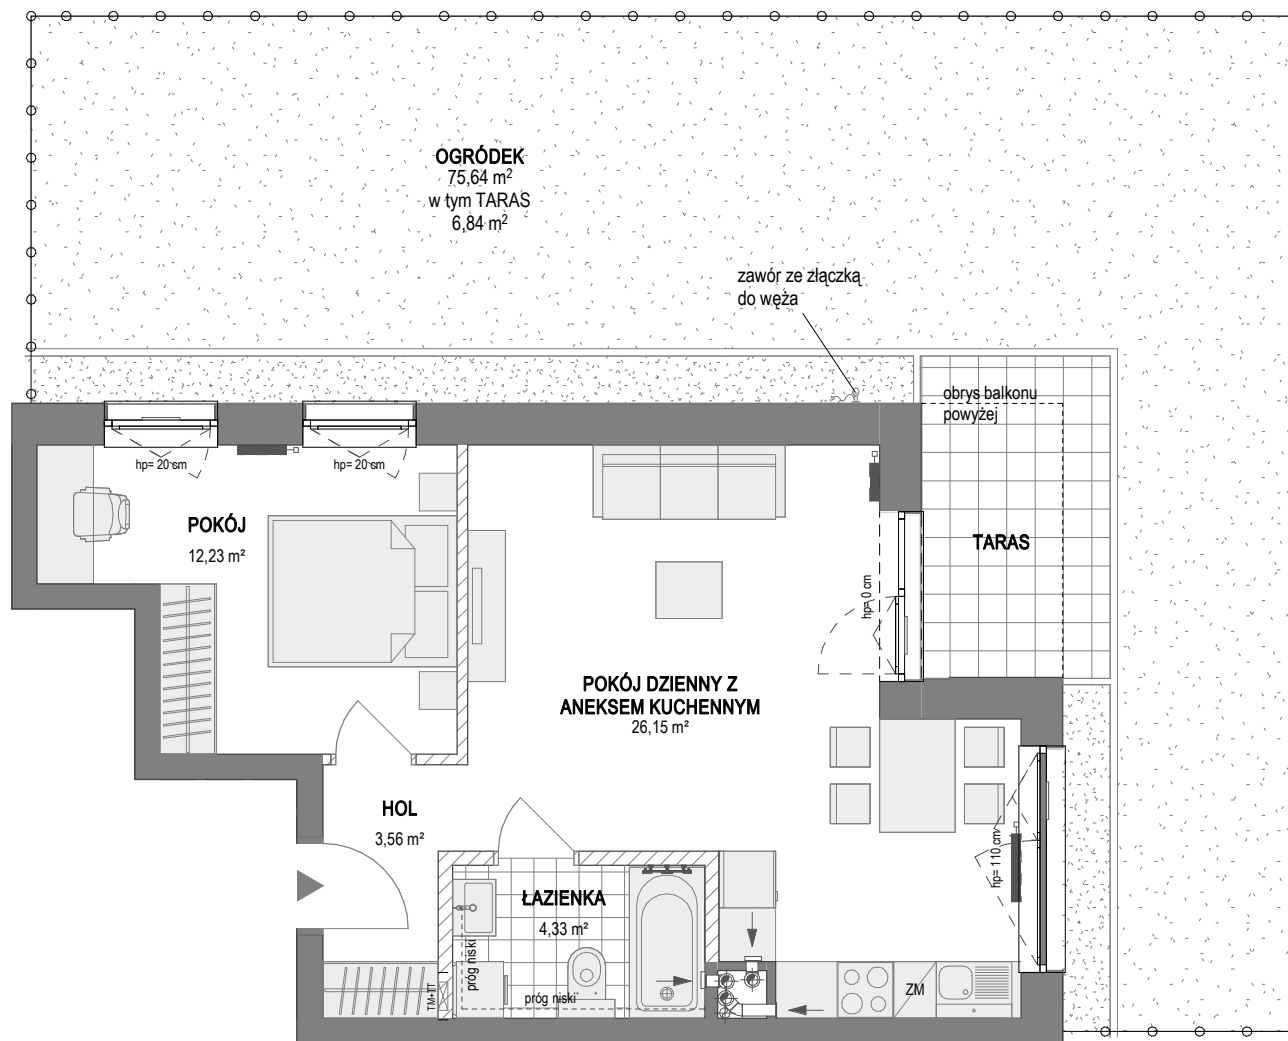 OGRÓDEK
75,64 m²
w tym TARAS
6,84 m²
zawór ze złączką
do węża
obrys balkonu
powyżej
hp= 20 cm
hp= 20 cm
POKÓJ
12,23 m²
TARAS
hp= 0 cm
POKÓJ DZIENNY Z
ANEKSEM KUCHENNYM
26,15 m²
HOL
3,56 m²
hp= 110 cm
ŁAZIENKA
4,33 m²
próg niski
próg niski
TM+TT
ZM